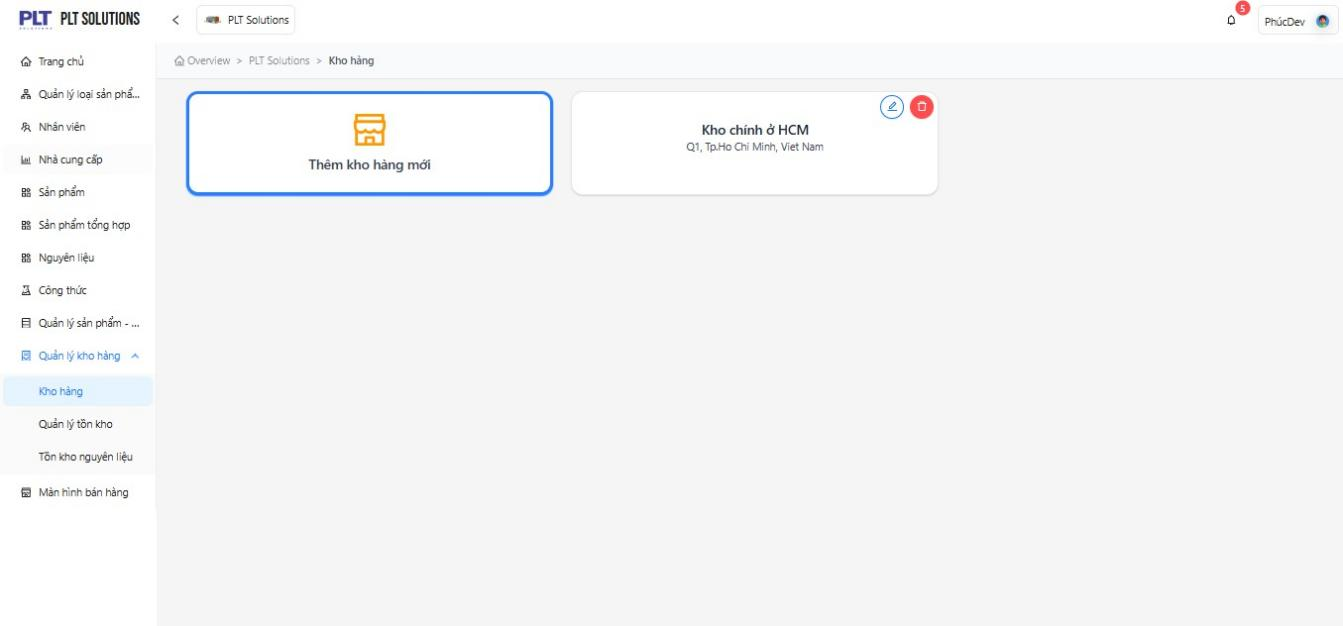 PLT PLT SOLUTIONS
SOLUTIONS
PLT Solutions
5
PhúcDev
Trang chủ
Quản lý loại sản phẩ...
Nhân viên
Nhà cung cấp
Sản phẩm
Sản phẩm tổng hợp
Nguyên liệu
Công thức
Quản lý sản phẩm - ...
Quản lý kho hàng
Kho hàng
Quản lý tồn kho
Tồn kho nguyên liệu
Màn hình bán hàng
Overview > PLT Solutions > Kho hàng
Thêm kho hàng mới
Kho chính ở HCM
Q1, Tp.Ho Chi Minh, Viet Nam